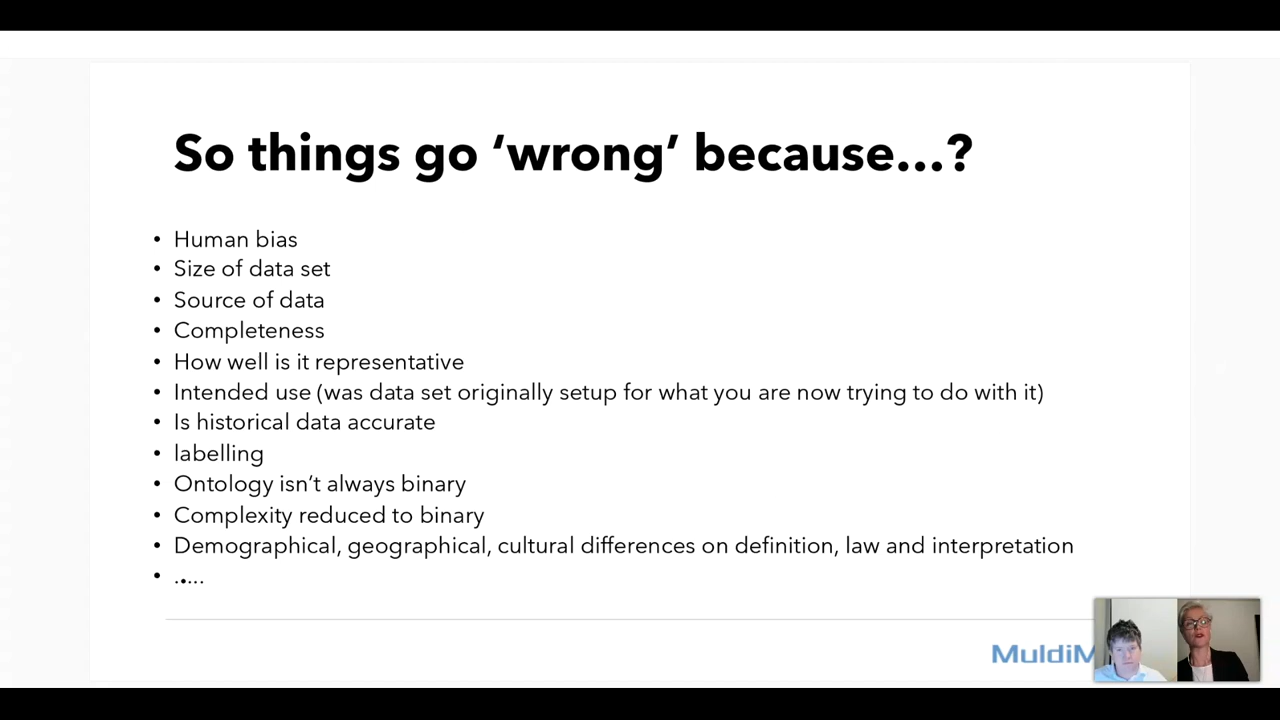 So things go ‘wrong’ because...?
• Human bias
• Size of data set
• Source of data
• Completeness
• How well is it representative
• Intended use (was data set originally setup for what you are now trying to do with it)
• Is historical data accurate
• labelling
• Ontology isn’t always binary
• Complexity reduced to binary
• Demographical, geographical, cultural differences on definition, law and interpretation
• .....